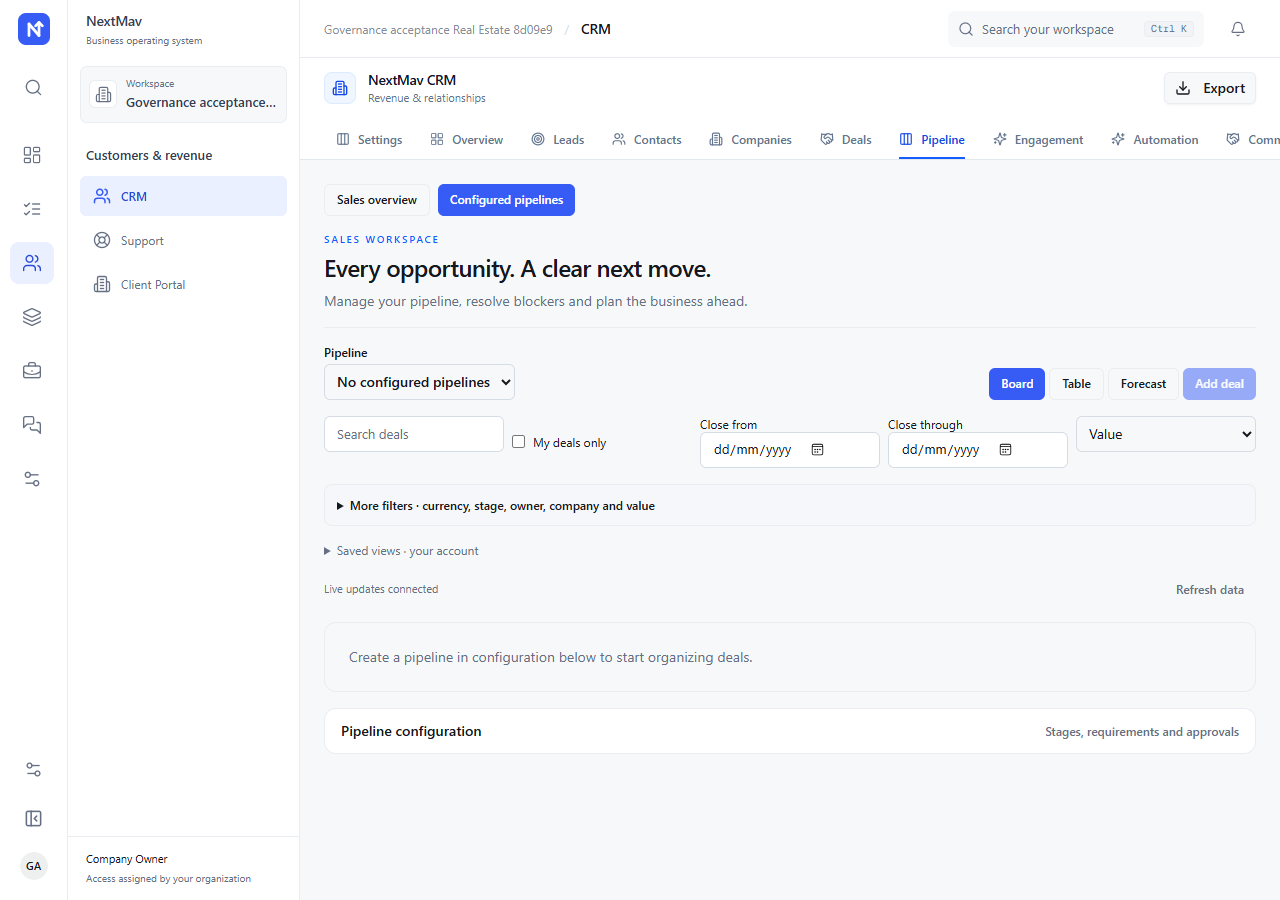 NextMav
Business operating system
Workspace
Governance acceptance...
Customers & revenue
CRM
Support
Client Portal
GA
Company Owner
Access assigned by your organization
Governance acceptance Real Estate 8d09e9 / CRM
Search your workspace
Ctrl K
NextMav CRM
Revenue & relationships
Export
Settings
Overview
Leads
Contacts
Companies
Deals
Pipeline
Engagement
Automation
Comm
Sales overview
Configured pipelines
SALES WORKSPACE
Every opportunity. A clear next move.
Manage your pipeline, resolve blockers and plan the business ahead.
Pipeline
No configured pipelines
Board
Table
Forecast
Add deal
Search deals
My deals only
Close from
dd/mm/yyyy
Close through
dd/mm/yyyy
Value
More filters · currency, stage, owner, company and value
Saved views · your account
Live updates connected
Refresh data
Create a pipeline in configuration below to start organizing deals.
Pipeline configuration
Stages, requirements and approvals